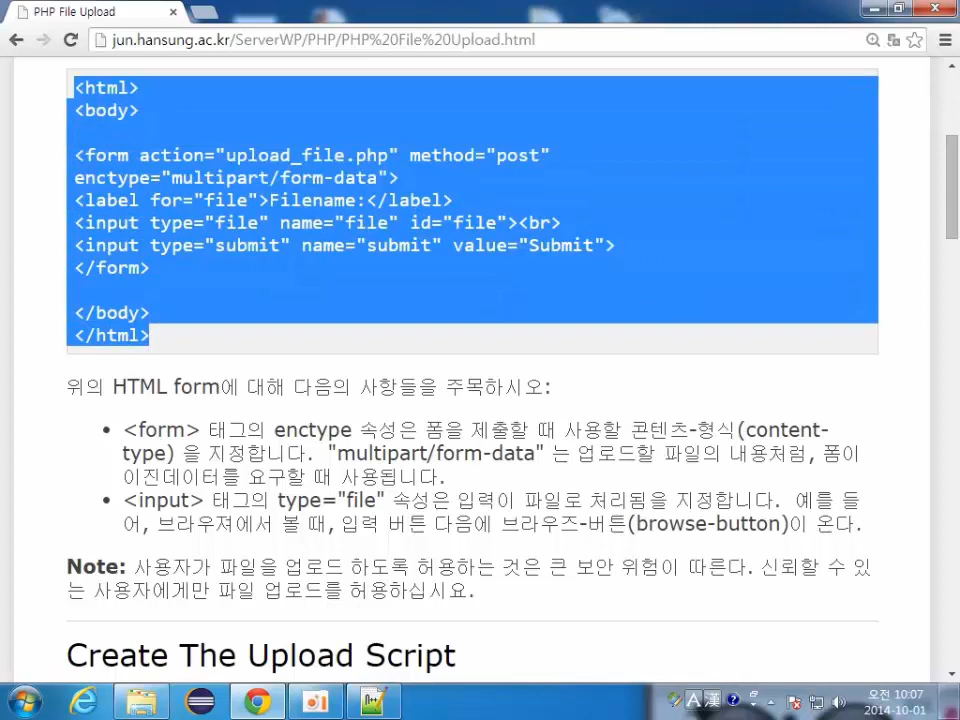 PHP File Upload
jun.hansung.ac.kr/ServerWP/PHP/PHP%20File%20Upload.html
<html>
<body>
<form action="upload_file.php" method="post"
enctype="multipart/form-data">
<label for="file">Filename:</label>
<input type="file" name="file" id="file"><br>
<input type="submit" name="submit" value="Submit">
</form>
</body>
</html>
위의 HTML form에 대해 다음의 사항들을 주목하시오:
• <form> 태그의 enctype 속성은 폼을 제출할 때 사용할 콘텐츠-형식(content-
type) 을 지정합니다. "multipart/form-data" 는 업로드할 파일의 내용처럼, 폼이
이진데이터를 요구할 때 사용됩니다.
• <input> 태그의 type="file" 속성은 입력이 파일로 처리됨을 지정합니다. 예를 들
어, 브라우져에서 볼 때, 입력 버튼 다음에 브라우즈-버튼(browse-button)이 온다.
Note: 사용자가 파일을 업로드 하도록 허용하는 것은 큰 보안 위험이 따른다. 신뢰할 수 있
는 사용자에게만 파일 업로드를 허용하십시요.
Create The Upload Script
A 漢
오전 10:07
2014-10-01